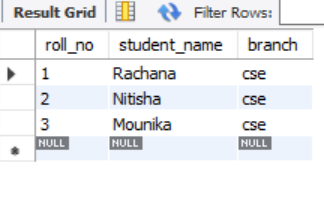 Result Grid Filter Rows:
roll_no student_name branch
1 Rachana cse
2 Nitisha cse
3 Mounika cse
NULL NULL NULL